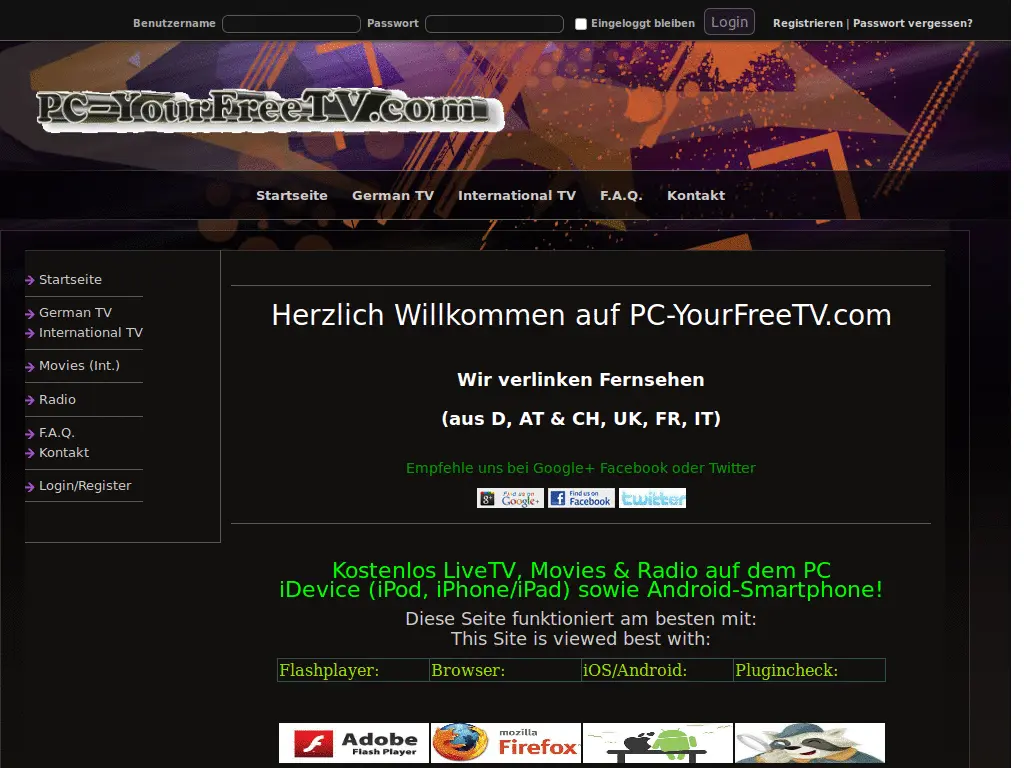 Benutzername Passwort Eingeloggt bleiben Login Registrieren | Passwort vergessen?
PC-YourFreeTV.com
Startseite German TV International TV F.A.Q. Kontakt
Startseite
German TV
International TV
Movies (Int.)
Radio
F.A.Q.
Kontakt
Login/Register
Herzlich Willkommen auf PC-YourFreeTV.com
Wir verlinken Fernsehen
(aus D, AT & CH, UK, FR, IT)
Empfehle uns bei Google+ Facebook oder Twitter
g+ Find us on Google+
f Find us on Facebook
twitter
Kostenlos LiveTV, Movies & Radio auf dem PC
iDevice (iPod, iPhone/iPad) sowie Android-Smartphone!
Diese Seite funktioniert am besten mit:
This Site is viewed best with:
Flashplayer: Browser: iOS/Android: Plugincheck:
Adobe Flash Player
mozilla Firefox